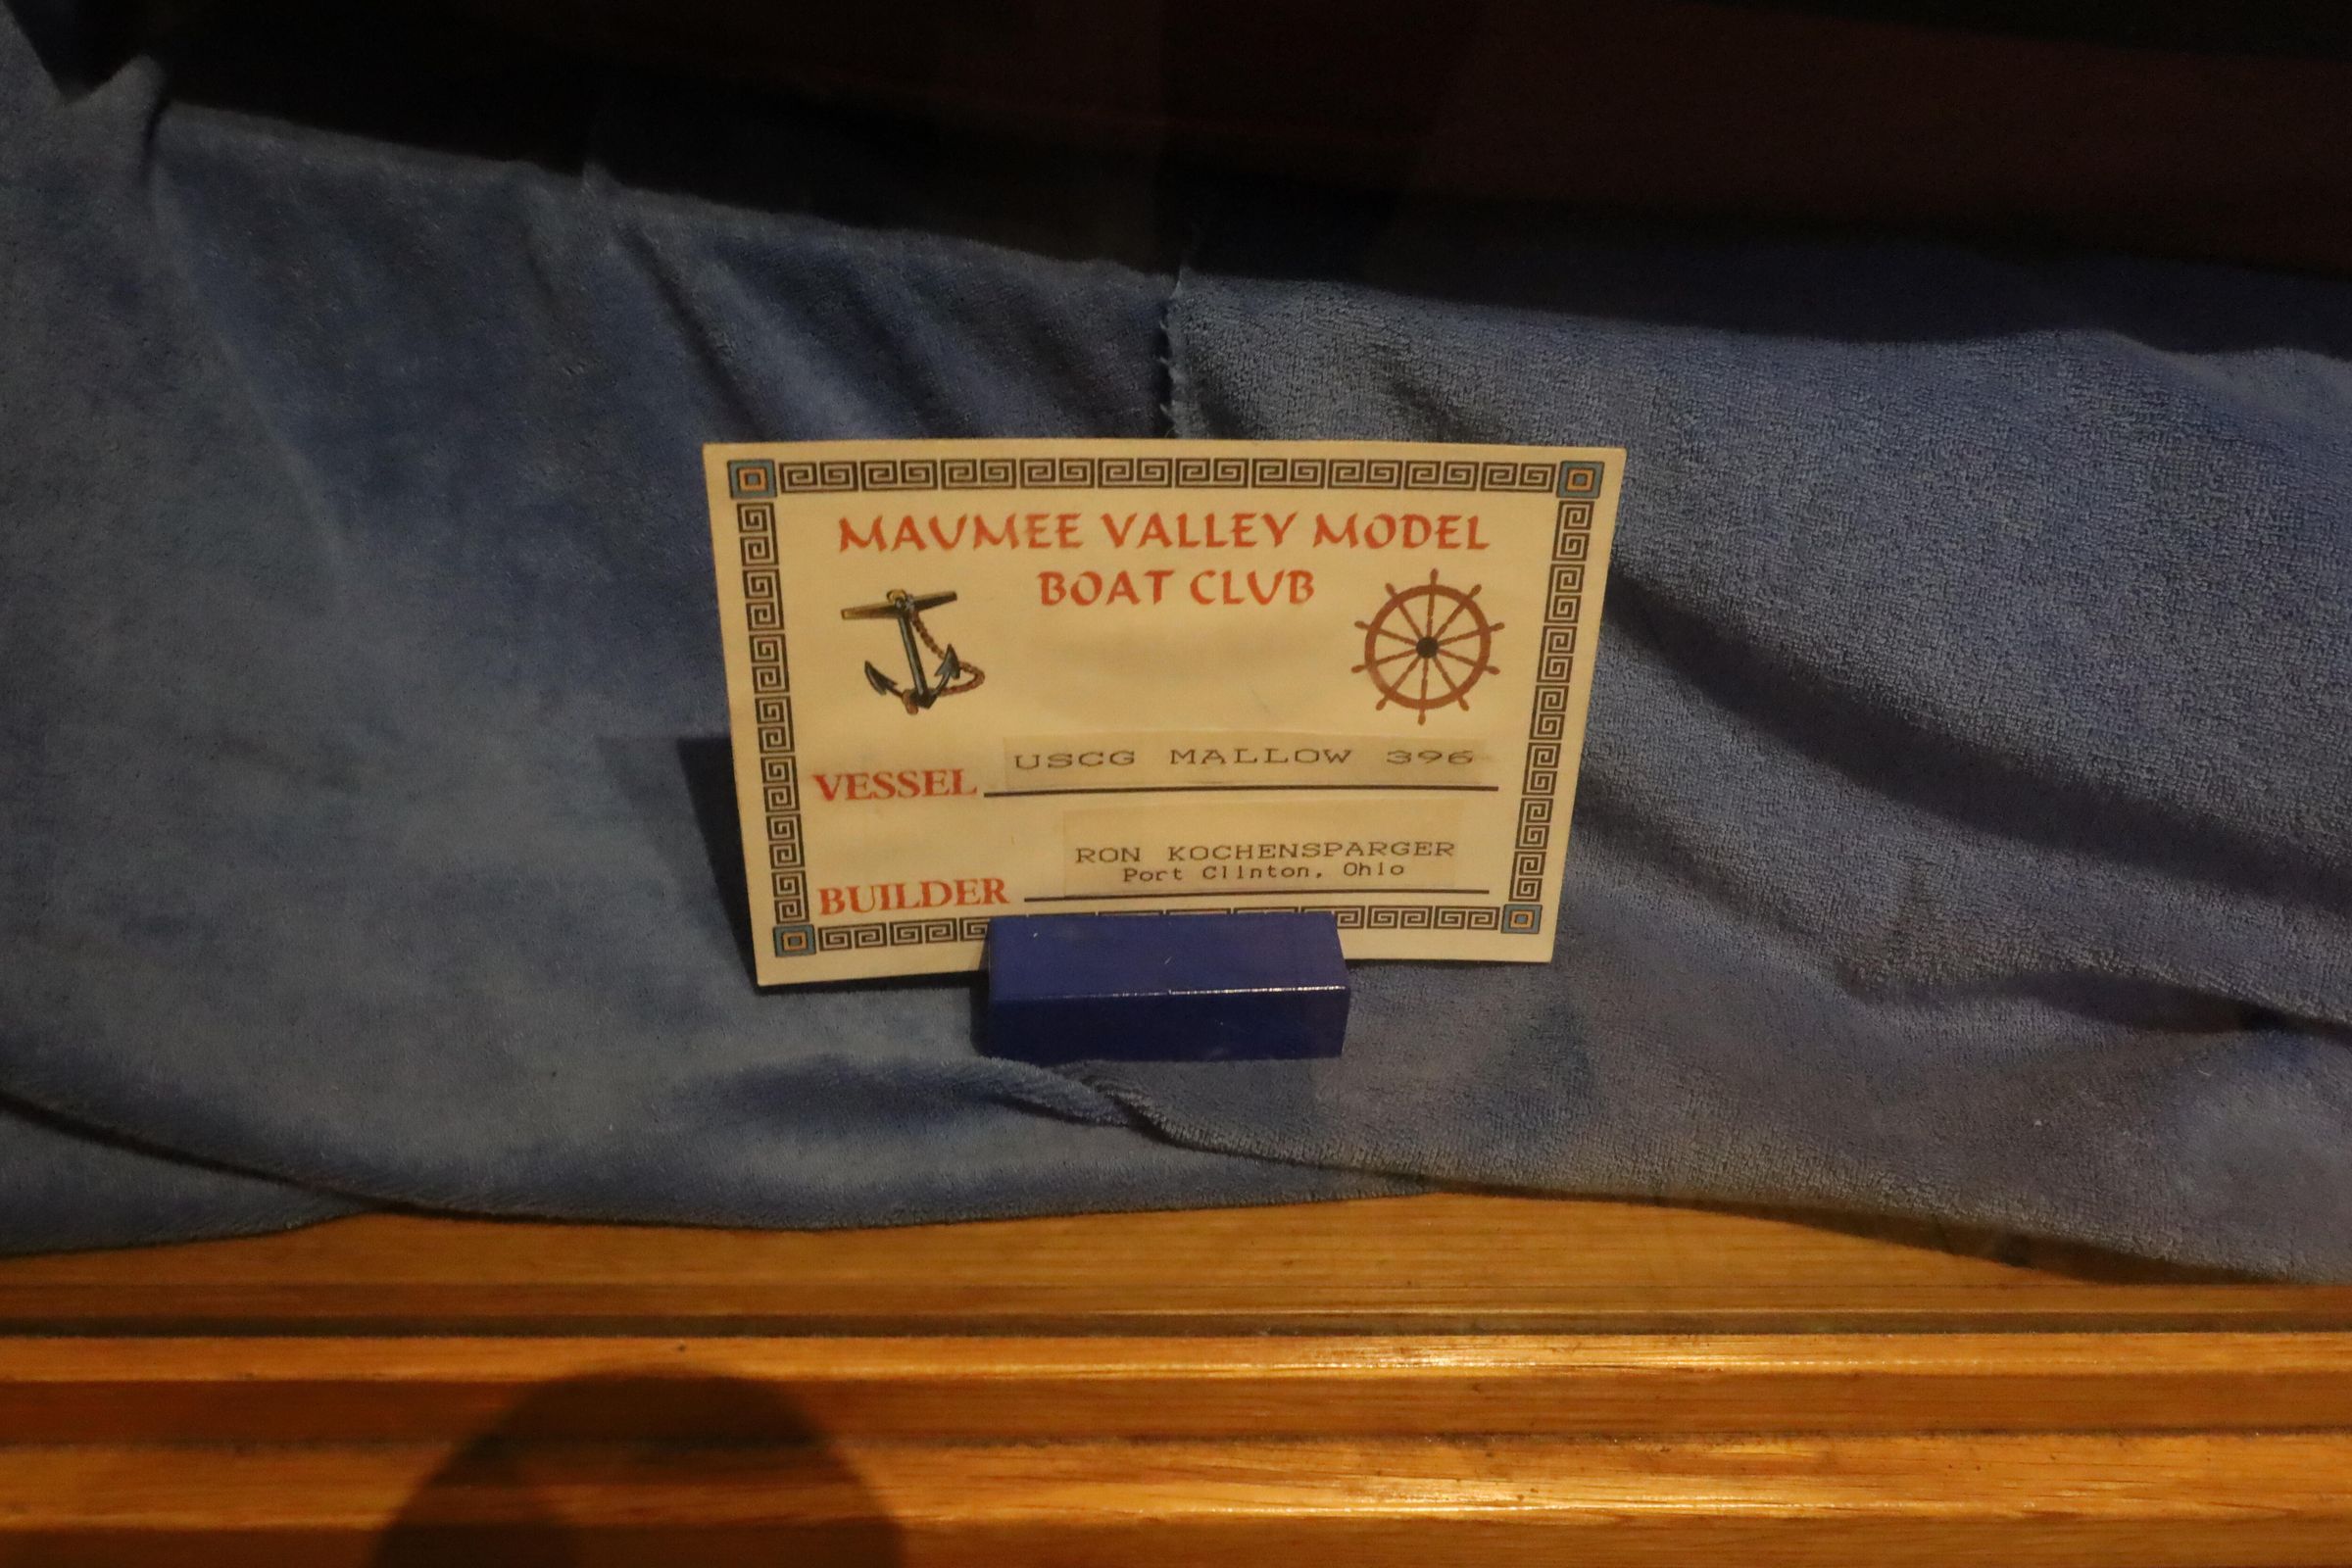 MAUMEE VALLEY MODEL
BOAT CLUB
VESSEL USCG MALLOW 396
BUILDER RON KOCHENSPARGER
Port Clinton, Ohio